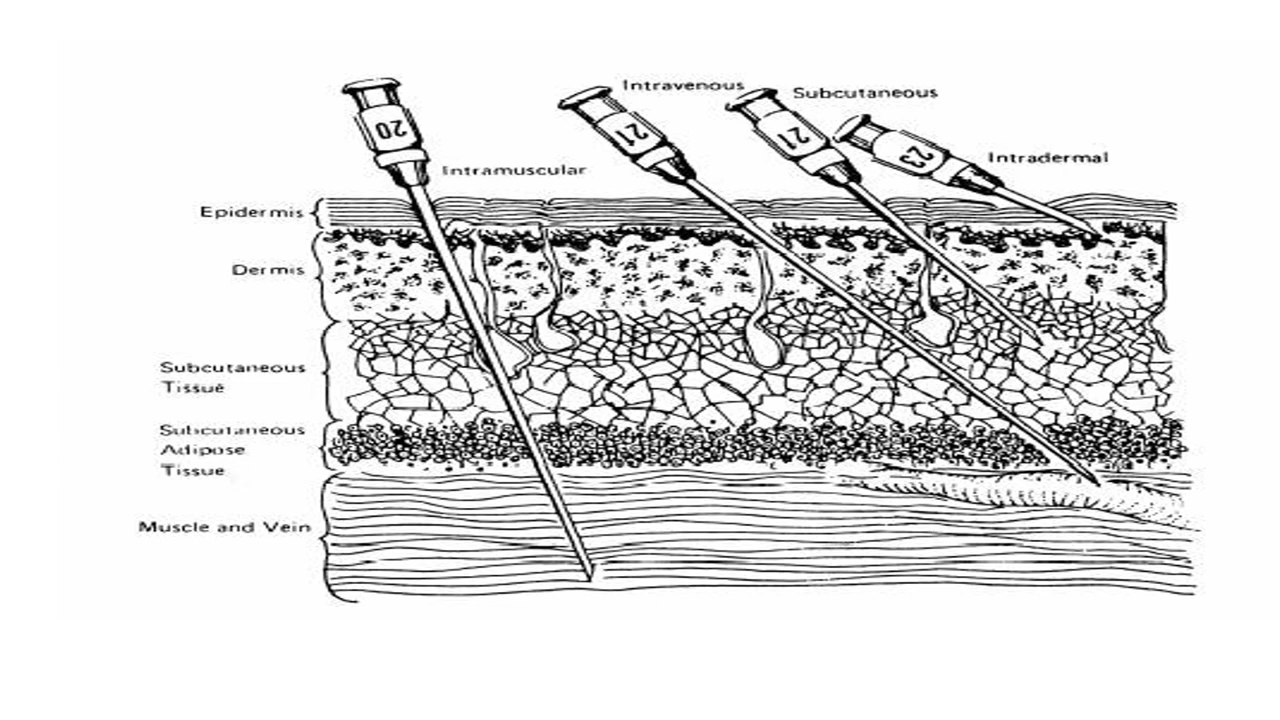 Intravenous
Subcutaneous
20
21
21
23
Intradermal
Intramuscular
Epidermis
Dermis
Subcutaneous
Tissue
Subcutaneous
Adipose
Tissue
Muscle and Vein